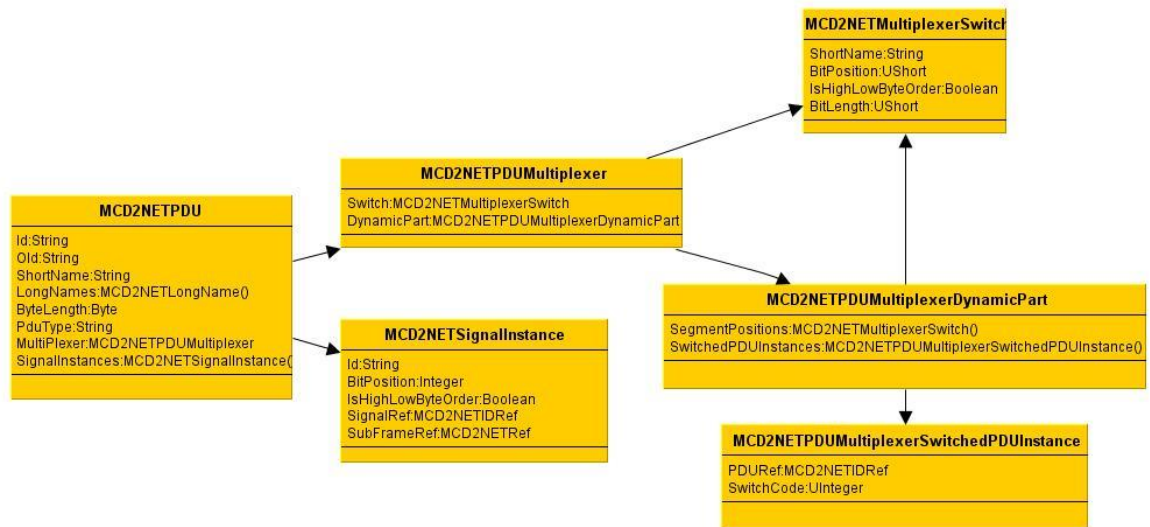 MCD2NETMultiplexerSwitch
ShortName:String
BitPosition:UShort
IsHighLowByteOrder:Boolean
BitLength:UShort
MCD2NETPDUMultiplexer
Switch:MCD2NETMultiplexerSwitch
DynamicPart:MCD2NETPDUMultiplexerDynamicPart
MCD2NETPDU
Id:String
OId:String
ShortName:String
LongNames:MCD2NETLongName()
ByteLength:Byte
PduType:String
MultiPlexer:MCD2NETPDUMultiplexer
SignalInstances:MCD2NETSignalInstance(
MCD2NETSignalInstance
Id:String
BitPosition:Integer
IsHighLowByteOrder:Boolean
SignalRef:MCD2NETIDRef
SubFrameRef:MCD2NETRef
MCD2NETPDUMultiplexerDynamicPart
SegmentPositions:MCD2NETMultiplexerSwitch()
SwitchedPDUInstances:MCD2NETPDUMultiplexerSwitchedPDUInstance()
MCD2NETPDUMultiplexerSwitchedPDUInstance
PDURef:MCD2NETIDRef
SwitchCode:UInteger